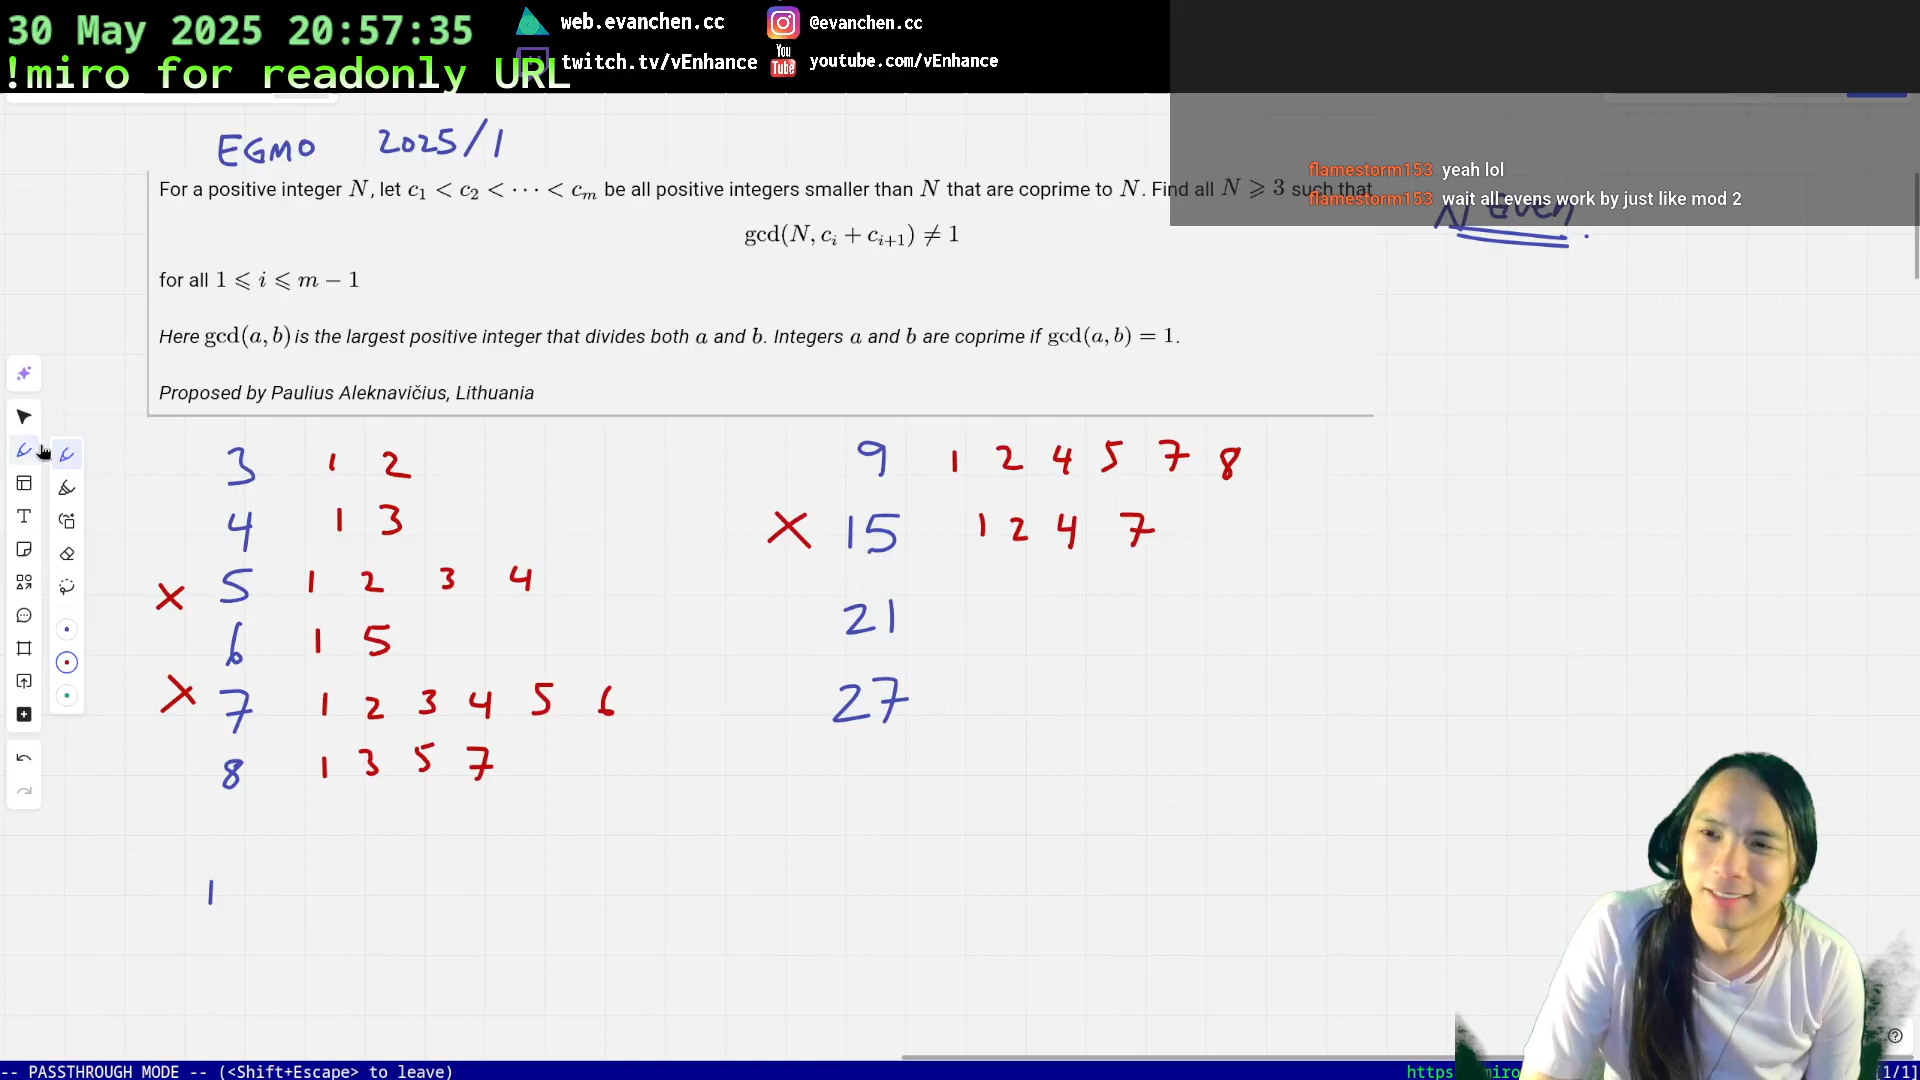 30 May 2025 20:57:35
!miro for readonly URL
web.evanchen.cc
@evanchen.cc
twitch.tv/vEnhance
You Tube
youtube.com/vEnhance
flamestorm153 yeah lol
flamestorm153 wait all evens work by just like mod 2
EGMO 2025/1
N Even.
For a positive integer N, let c₁ < c₂ < ··· < cₘ be all positive integers smaller than N that are coprime to N. Find all N ⩾ 3 such that
gcd(N, cᵢ + cᵢ₊₁) ≠ 1
for all 1 ⩽ i ⩽ m − 1
Here gcd(a, b) is the largest positive integer that divides both a and b. Integers a and b are coprime if gcd(a, b) = 1.
Proposed by Paulius Aleknavičius, Lithuania
3 1 2
4 1 3
× 5 1 2 3 4
6 1 5
× 7 1 2 3 4 5 6
8 1 3 5 7
1
9 1 2 4 5 7 8
× 15 1 2 4 7
21
27
-- PASSTHROUGH MODE -- (<Shift+Escape> to leave)
https
miro
[1/1]